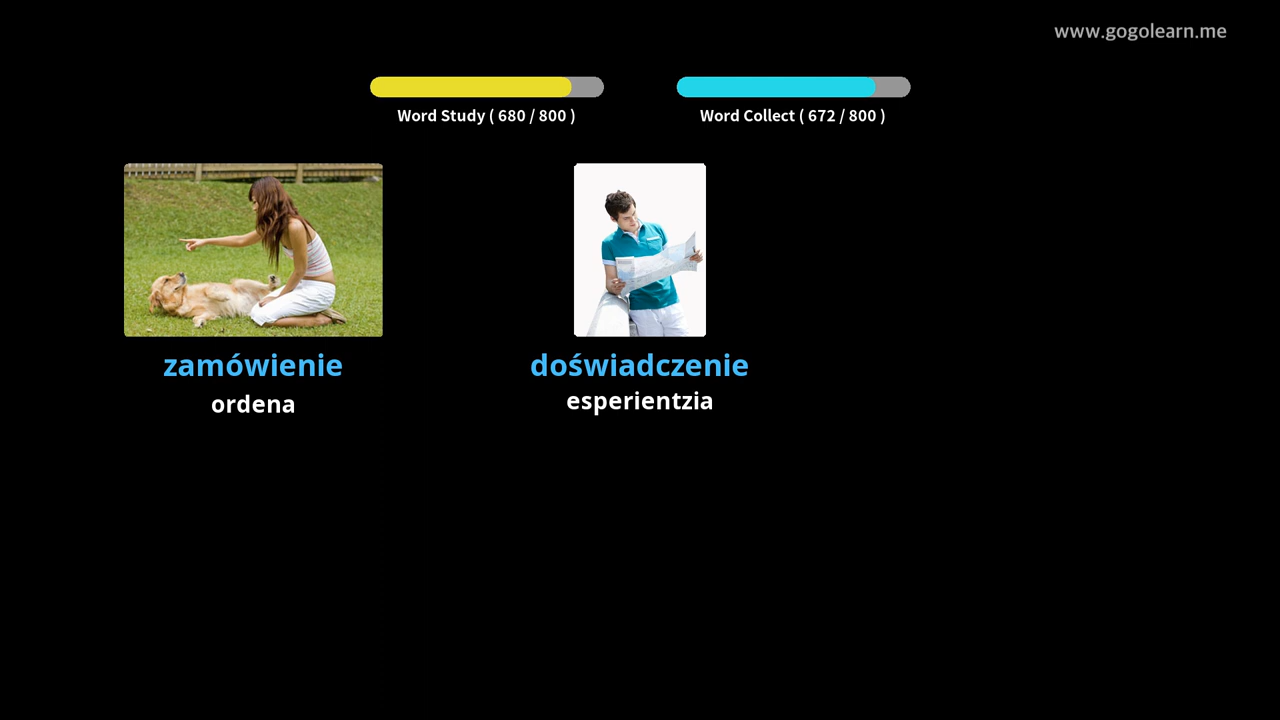 www.gogolearn.me
Word Study ( 680 / 800 )
Word Collect ( 672 / 800 )
zamówienie
ordena
doświadczenie
esperientzia